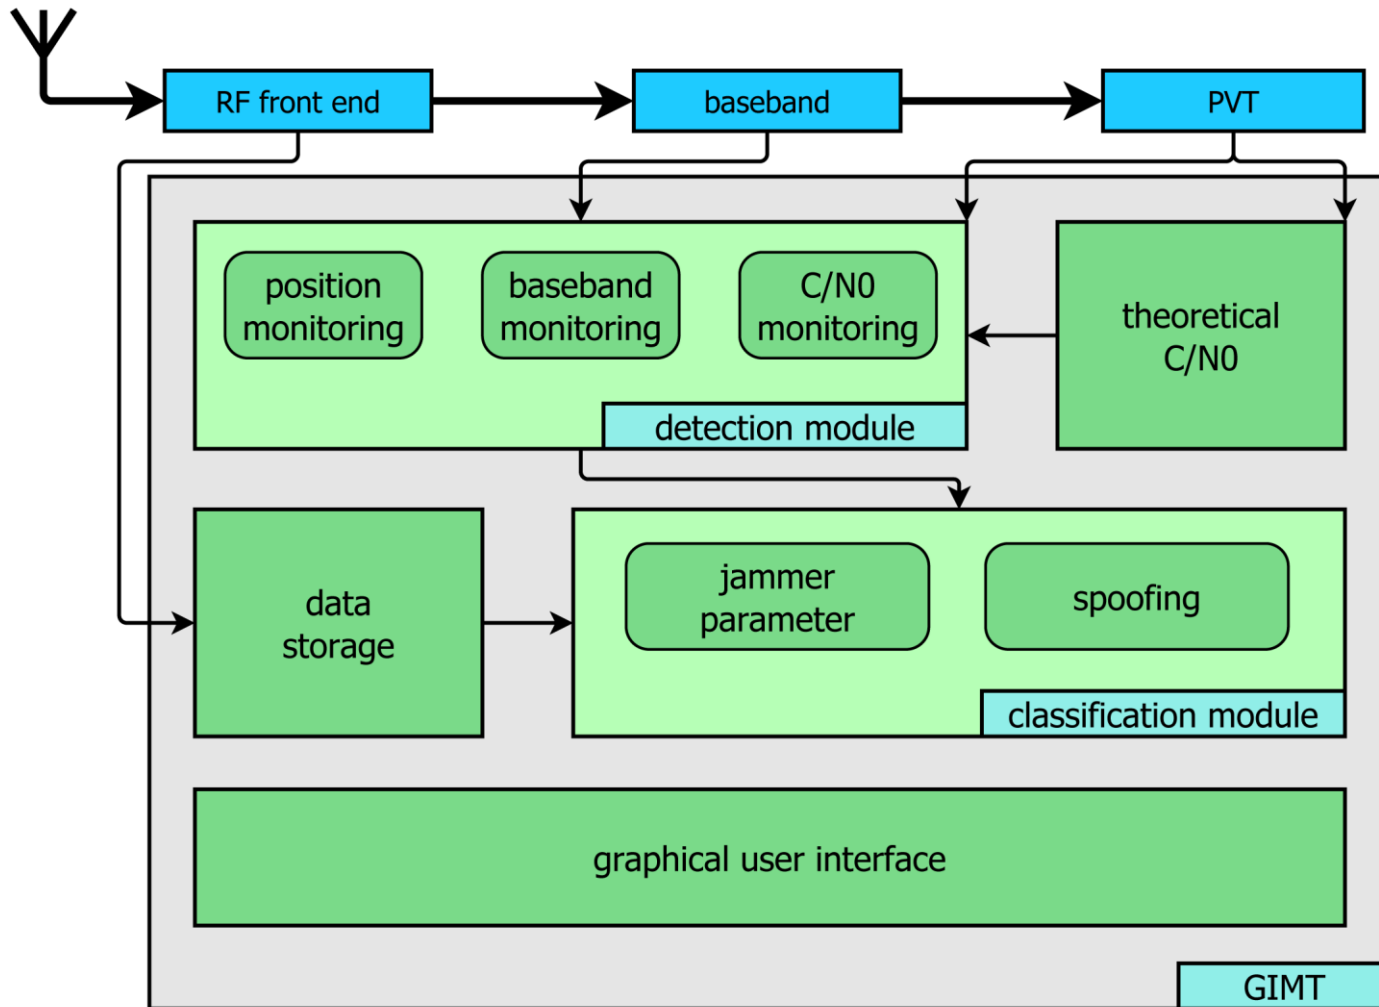 RF front end
baseband
PVT
position
monitoring
baseband
monitoring
C/N0
monitoring
theoretical
C/N0
detection module
data
storage
jammer
parameter
spoofing
classification module
graphical user interface
GIMT